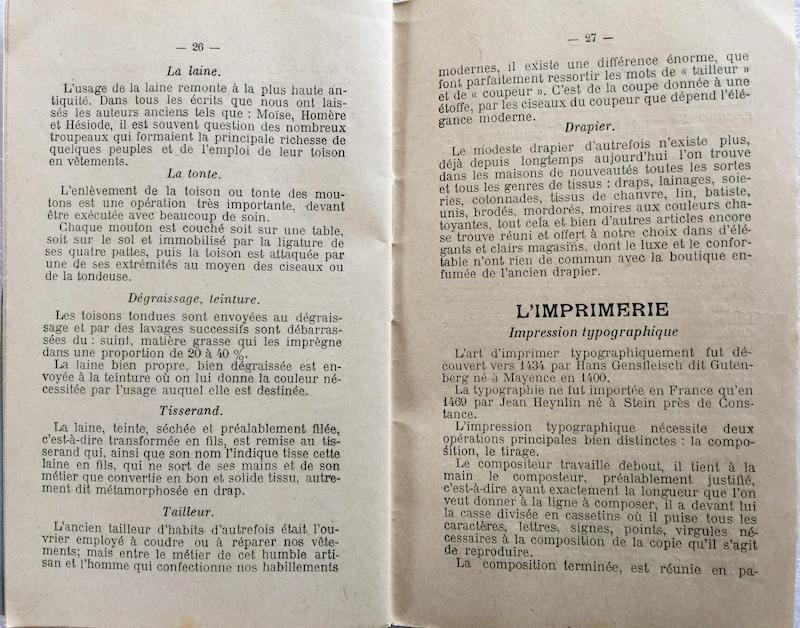 — 26 —
La laine.
L'usage de la laine remonte à la plus haute an-
tiquité. Dans tous les écrits que nous ont lais-
sés les auteurs anciens tels que : Moïse, Homère
et Hésiode, il est souvent question des nombreux
troupeaux qui formaient la principale richesse de
quelques peuples et de l'emploi de leur toison
en vêtements.
La tonte.
L'enlèvement de la toison ou tonte des mou-
tons est une opération très importante, devant
être exécutée avec beaucoup de soin.
Chaque mouton est couché soit sur une table,
soit sur le sol et immobilisé par la ligature de
ses quatre pattes, puis la toison est attaquée par
une de ses extrémités au moyen des ciseaux ou
de la tondeuse.
Dégraissage, teinture.
Les toisons tondues sont envoyées au dégrais-
sage et par des lavages successifs sont débarras-
sées du : suint, matière grasse qui les imprègne
dans une proportion de 20 à 40 %.
La laine bien propre, bien dégraissée est en-
voyée à la teinture où on lui donne la couleur né-
cessitée par l'usage auquel elle est destinée.
Tisserand.
La laine, teinte, séchée et préalablement filée,
c'est-à-dire transformée en fils, est remise au tis-
serand qui, ainsi que son nom l'indique tisse cette
laine en fils, qui ne sort de ses mains et de son
métier que convertie en bon et solide tissu, autre-
ment dit métamorphosée en drap.
Tailleur.
L'ancien tailleur d'habits d'autrefois était l'ou-
vrier employé à coudre ou à réparer nos vête-
ments; mais entre le métier de cet humble arti-
san et l'homme qui confectionne nos habillements
— 27 —
modernes, il existe une différence énorme, que
font parfaitement ressortir les mots de « tailleur »
et de « coupeur ». C'est de la coupe donnée à une
étoffe, par les ciseaux du coupeur que dépend l'élé-
gance moderne.
Drapier.
Le modeste drapier d'autrefois n'existe plus,
déjà depuis longtemps aujourd'hui l'on trouve
dans les maisons de nouveautés toutes les sortes
et tous les genres de tissus : draps, lainages, soie-
ries, cotonnades, tissus de chanvre, lin, batiste,
unis, brodés, mordorés, moires aux couleurs cha-
toyantes, tout cela et bien d'autres articles encore
se trouve réuni et offert à notre choix dans d'élé-
gants et clairs magasins, dont le luxe et le confor-
table n'ont rien de commun avec la boutique en-
fumée de l'ancien drapier.
L'IMPRIMERIE
Impression typographique
L'art d'imprimer typographiquement fut dé-
couvert vers 1434 par Hans Gensfleisch dit Guten-
berg né à Mayence en 1400.
La typographie ne fut importée en France qu'en
1469 par Jean Heynlin né à Stein près de Cons-
tance.
L'impression typographique nécessite deux
opérations principales bien distinctes : la compo-
sition, le tirage.
Le compositeur travaille debout, il tient à la
main le composteur, préalablement justifié,
c'est-à-dire ayant exactement la longueur que l'on
veut donner à la ligne à composer, il a devant lui
la casse divisée en cassetins où il puise tous les
caractères, lettres, signes, points, virgules né-
cessaires à la composition de la copie qu'il s'agit
de reproduire.
La composition terminée, est réunie en pa-